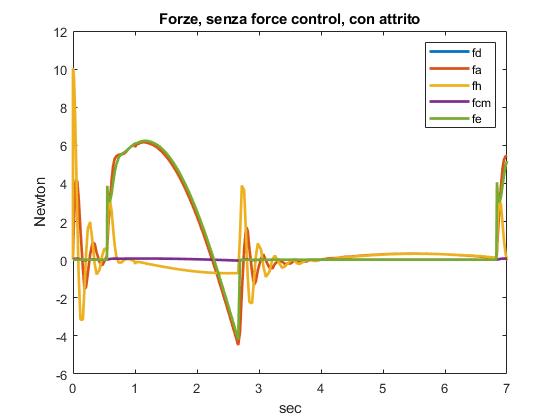 Forze, senza force control, con attrito
12
10
8
6
4
2
0
-2
-4
-6
Newton
fd
fa
fh
fcm
fe
0 1 2 3 4 5 6 7
sec